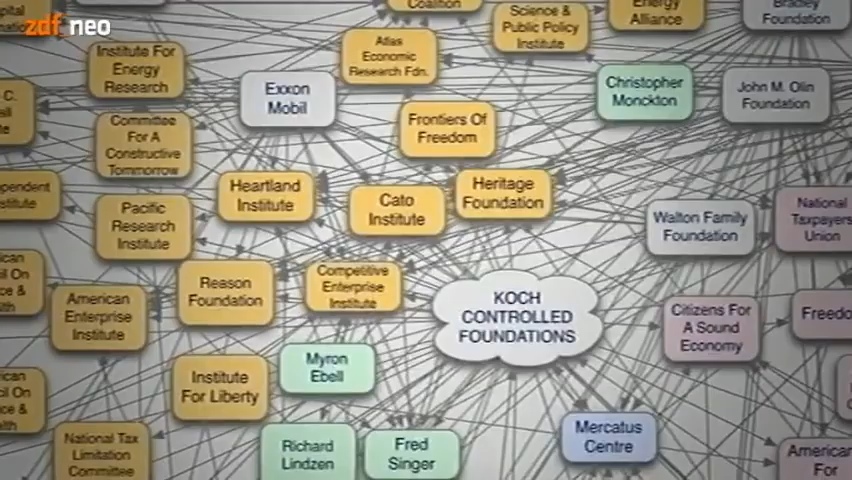 zdf neo
Coalition
Science &
Public Policy
Institute
Energy
Alliance
Bradley
Foundation
Institute For
Energy
Research
Atlas
Economic
Research Fdn.
Exxon
Mobil
Christopher
Monckton
John M. Olin
Foundation
Committee
For A
Constructive
Tommorrow
Frontiers Of
Freedom
Heartland
Institute
Cato
Institute
Heritage
Foundation
Pacific
Research
Institute
Walton Family
Foundation
National
Taxpayers
Union
Reason
Foundation
Competitive
Enterprise
Institute
American
Enterprise
Institute
KOCH
CONTROLLED
FOUNDATIONS
Citizens For
A Sound
Economy
Myron
Ebell
Institute
For Liberty
National Tax
Limitation
Committee
Richard
Lindzen
Fred
Singer
Mercatus
Centre
American
For